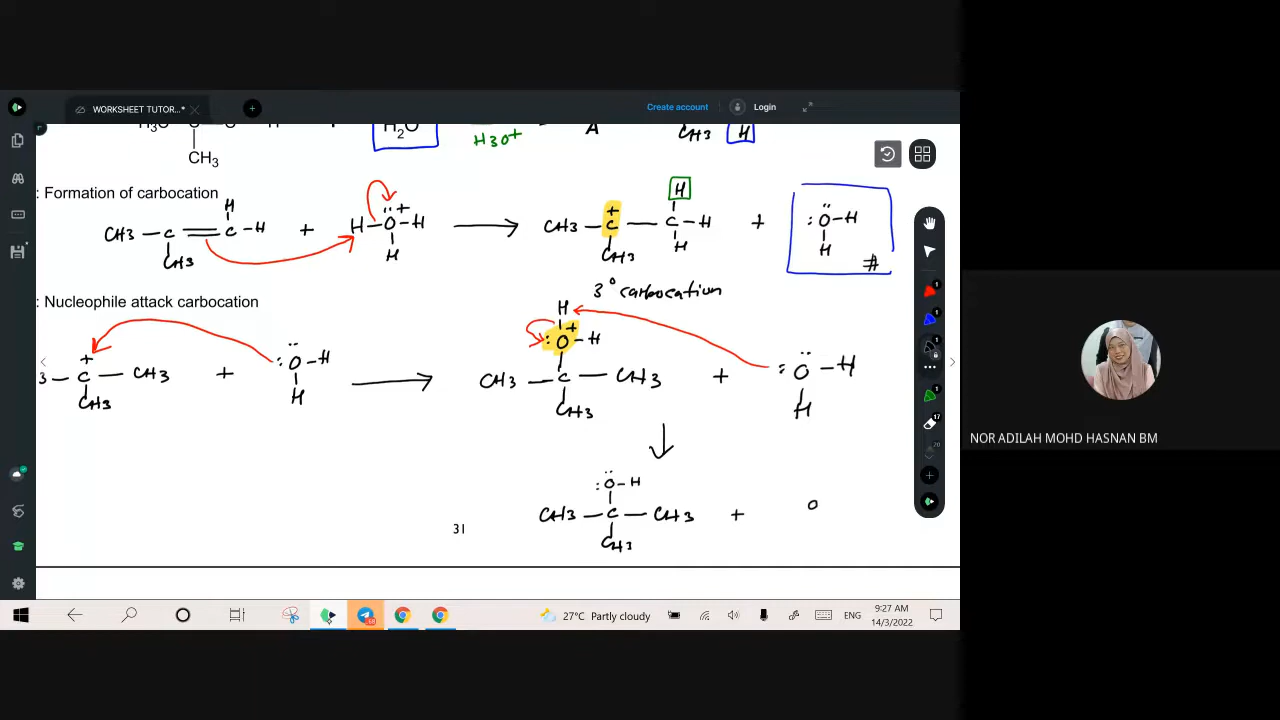 WORKSHEET TUTOR...*
Create account
Login
H3C C C H + H2O
H3O+
A
CH3 H
CH3
: Formation of carbocation
H
CH3 — C = C — H + H — O + — H
CH3 H
H
CH3 — C + — C — H + : O — H
CH3 H H #
3° carbocation
: Nucleophile attack carbocation
3 — C + — CH3 + : O — H
CH3 H
H
: O + — H
CH3 — C — CH3 + : O — H
CH3 H
: O — H
CH3 — C — CH3 + O
CH3
31
NOR ADILAH MOHD HASNAN BM
27°C Partly cloudy
ENG
9:27 AM
14/3/2022